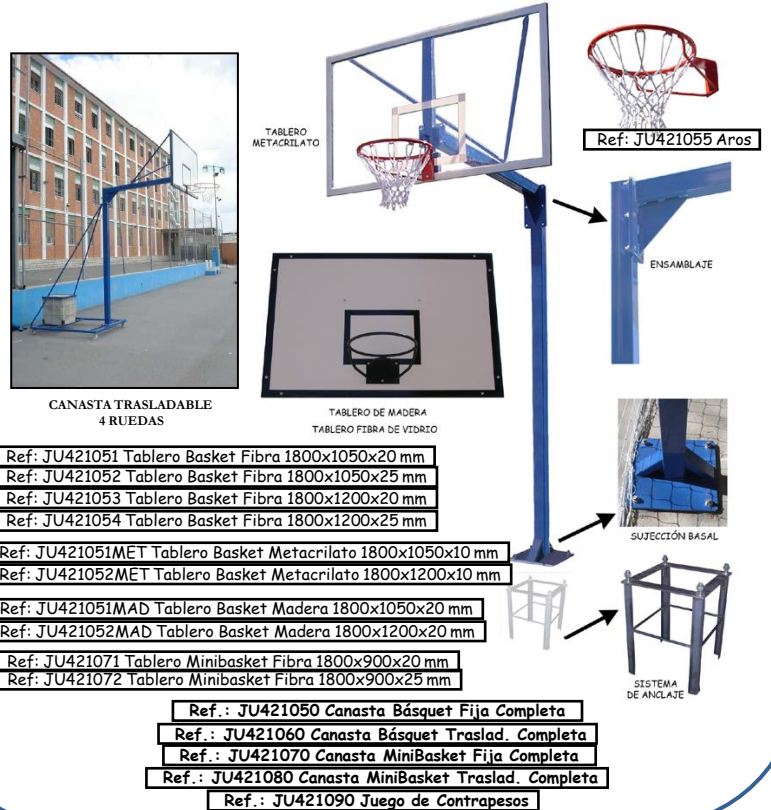 TABLERO
METACRILATO
Ref: JU421055 Aros
ENSAMBLAJE
CANASTA TRASLADABLE
4 RUEDAS
TABLERO DE MADERA
TABLERO FIBRA DE VIDRIO
Ref: JU421051 Tablero Basket Fibra 1800x1050x20 mm
Ref: JU421052 Tablero Basket Fibra 1800x1050x25 mm
Ref: JU421053 Tablero Basket Fibra 1800x1200x20 mm
Ref: JU421054 Tablero Basket Fibra 1800x1200x25 mm
SUJECCIÓN BASAL
Ref: JU421051MET Tablero Basket Metacrilato 1800x1050x10 mm
Ref: JU421052MET Tablero Basket Metacrilato 1800x1200x10 mm
Ref: JU421051MAD Tablero Basket Madera 1800x1050x20 mm
Ref: JU421052MAD Tablero Basket Madera 1800x1200x20 mm
Ref: JU421071 Tablero Minibasket Fibra 1800x900x20 mm
Ref: JU421072 Tablero Minibasket Fibra 1800x900x25 mm
SISTEMA
DE ANCLAJE
Ref.: JU421050 Canasta Básquet Fija Completa
Ref.: JU421060 Canasta Básquet Traslad. Completa
Ref.: JU421070 Canasta MiniBasket Fija Completa
Ref.: JU421080 Canasta MiniBasket Traslad. Completa
Ref.: JU421090 Juego de Contrapesos